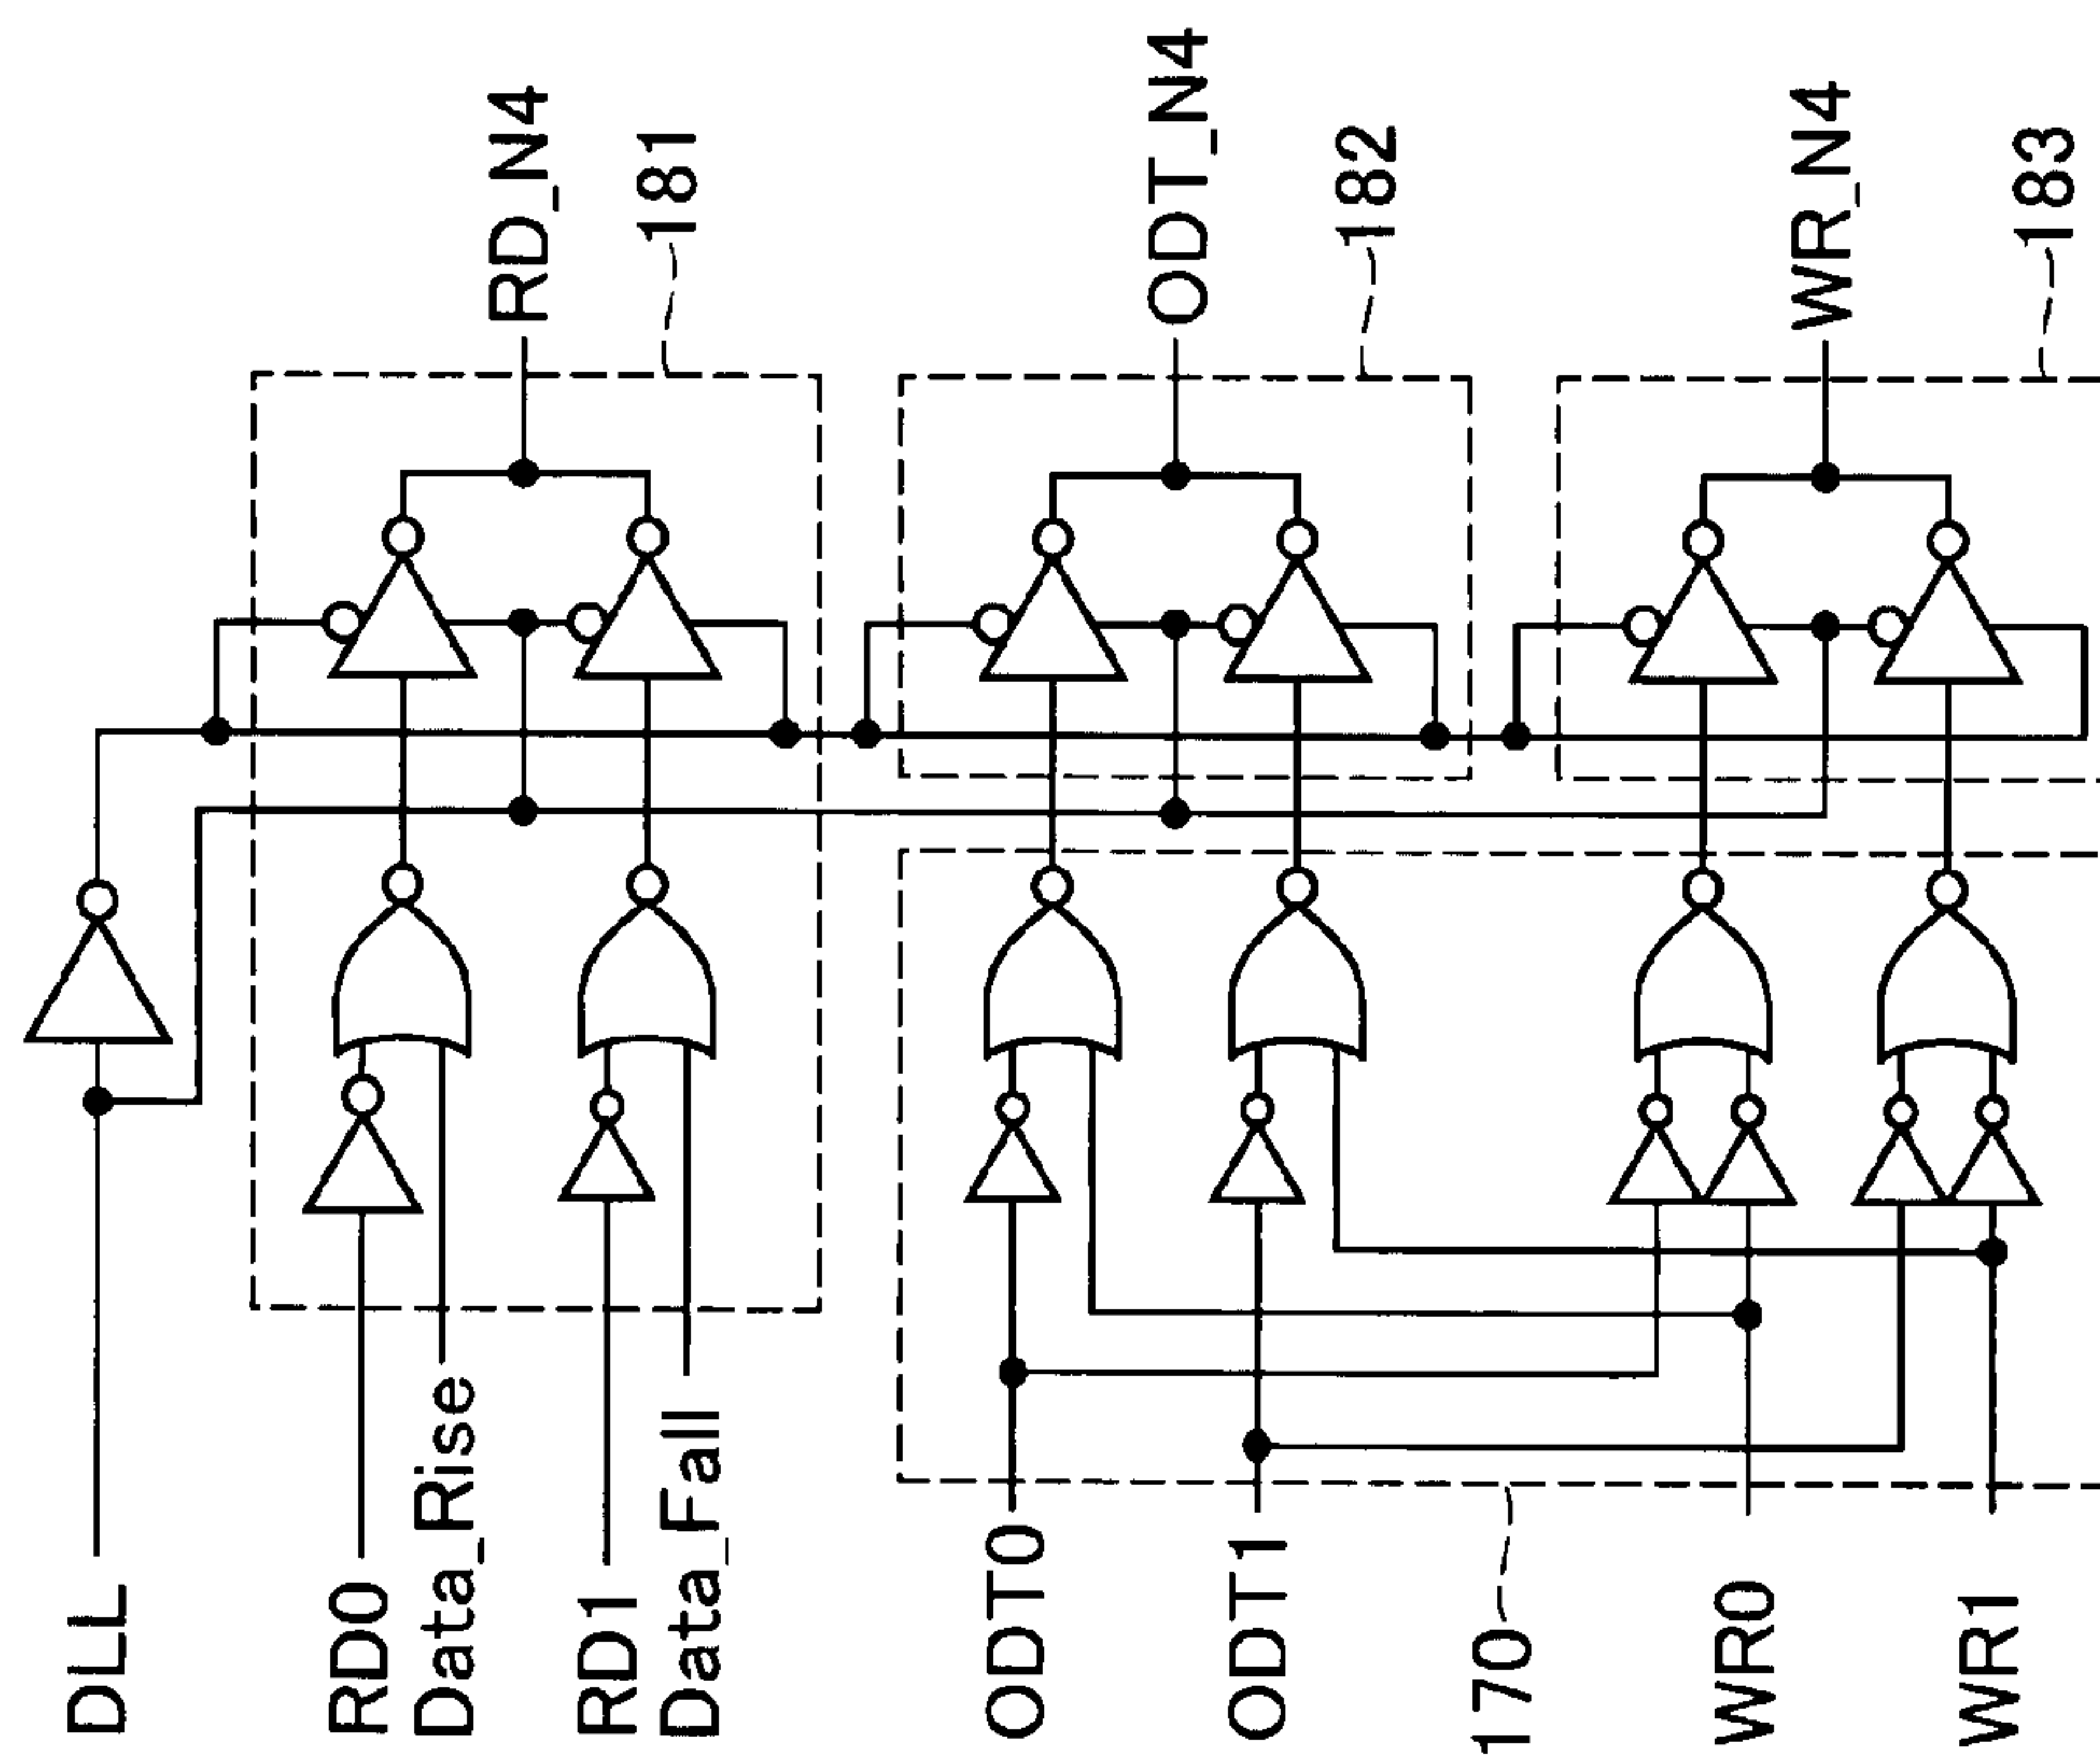 DLL
RD0
Data_Rise
RD1
Data_Fall
ODT0
ODT1
170
WR0
WR1
RD_N4
181
ODT_N4
182
WR_N4
183